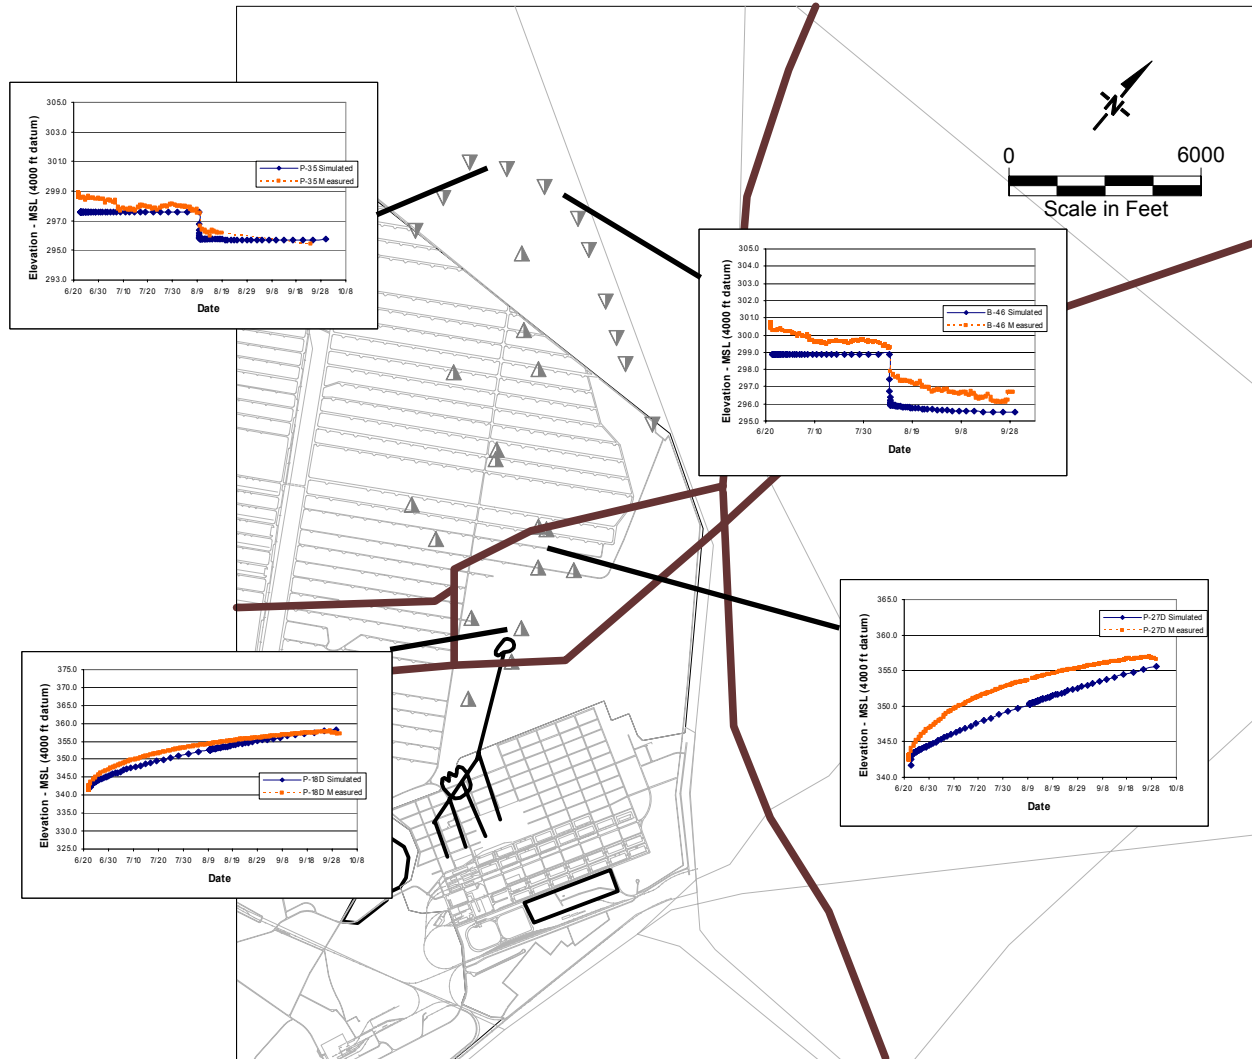 N
0 6000
Scale in Feet
305.0
303.0
301.0
299.0
297.0
295.0
293.0
Elevation - MSL (4000 ft datum)
6/20 6/30 7/10 7/20 7/30 8/9 8/19 8/29 9/8 9/18 9/28 10/8
Date
P-35 Simulated
P-35 Measured
305.0
304.0
303.0
302.0
301.0
300.0
299.0
298.0
297.0
296.0
295.0
Elevation - MSL (4000 ft datum)
6/20 7/10 7/30 8/19 9/8 9/28
Date
B-46 Simulated
B-46 Measured
365.0
360.0
355.0
350.0
345.0
340.0
Elevation - MSL (4000 ft datum)
6/20 6/30 7/10 7/20 7/30 8/9 8/19 8/29 9/8 9/18 9/28 10/8
Date
P-27D Simulated
P-27D Measured
375.0
370.0
365.0
360.0
355.0
350.0
345.0
340.0
335.0
330.0
325.0
Elevation - MSL (4000 ft datum)
6/20 6/30 7/10 7/20 7/30 8/9 8/19 8/29 9/8 9/18 9/28 10/8
Date
P-18D Simulated
P-18D Measured